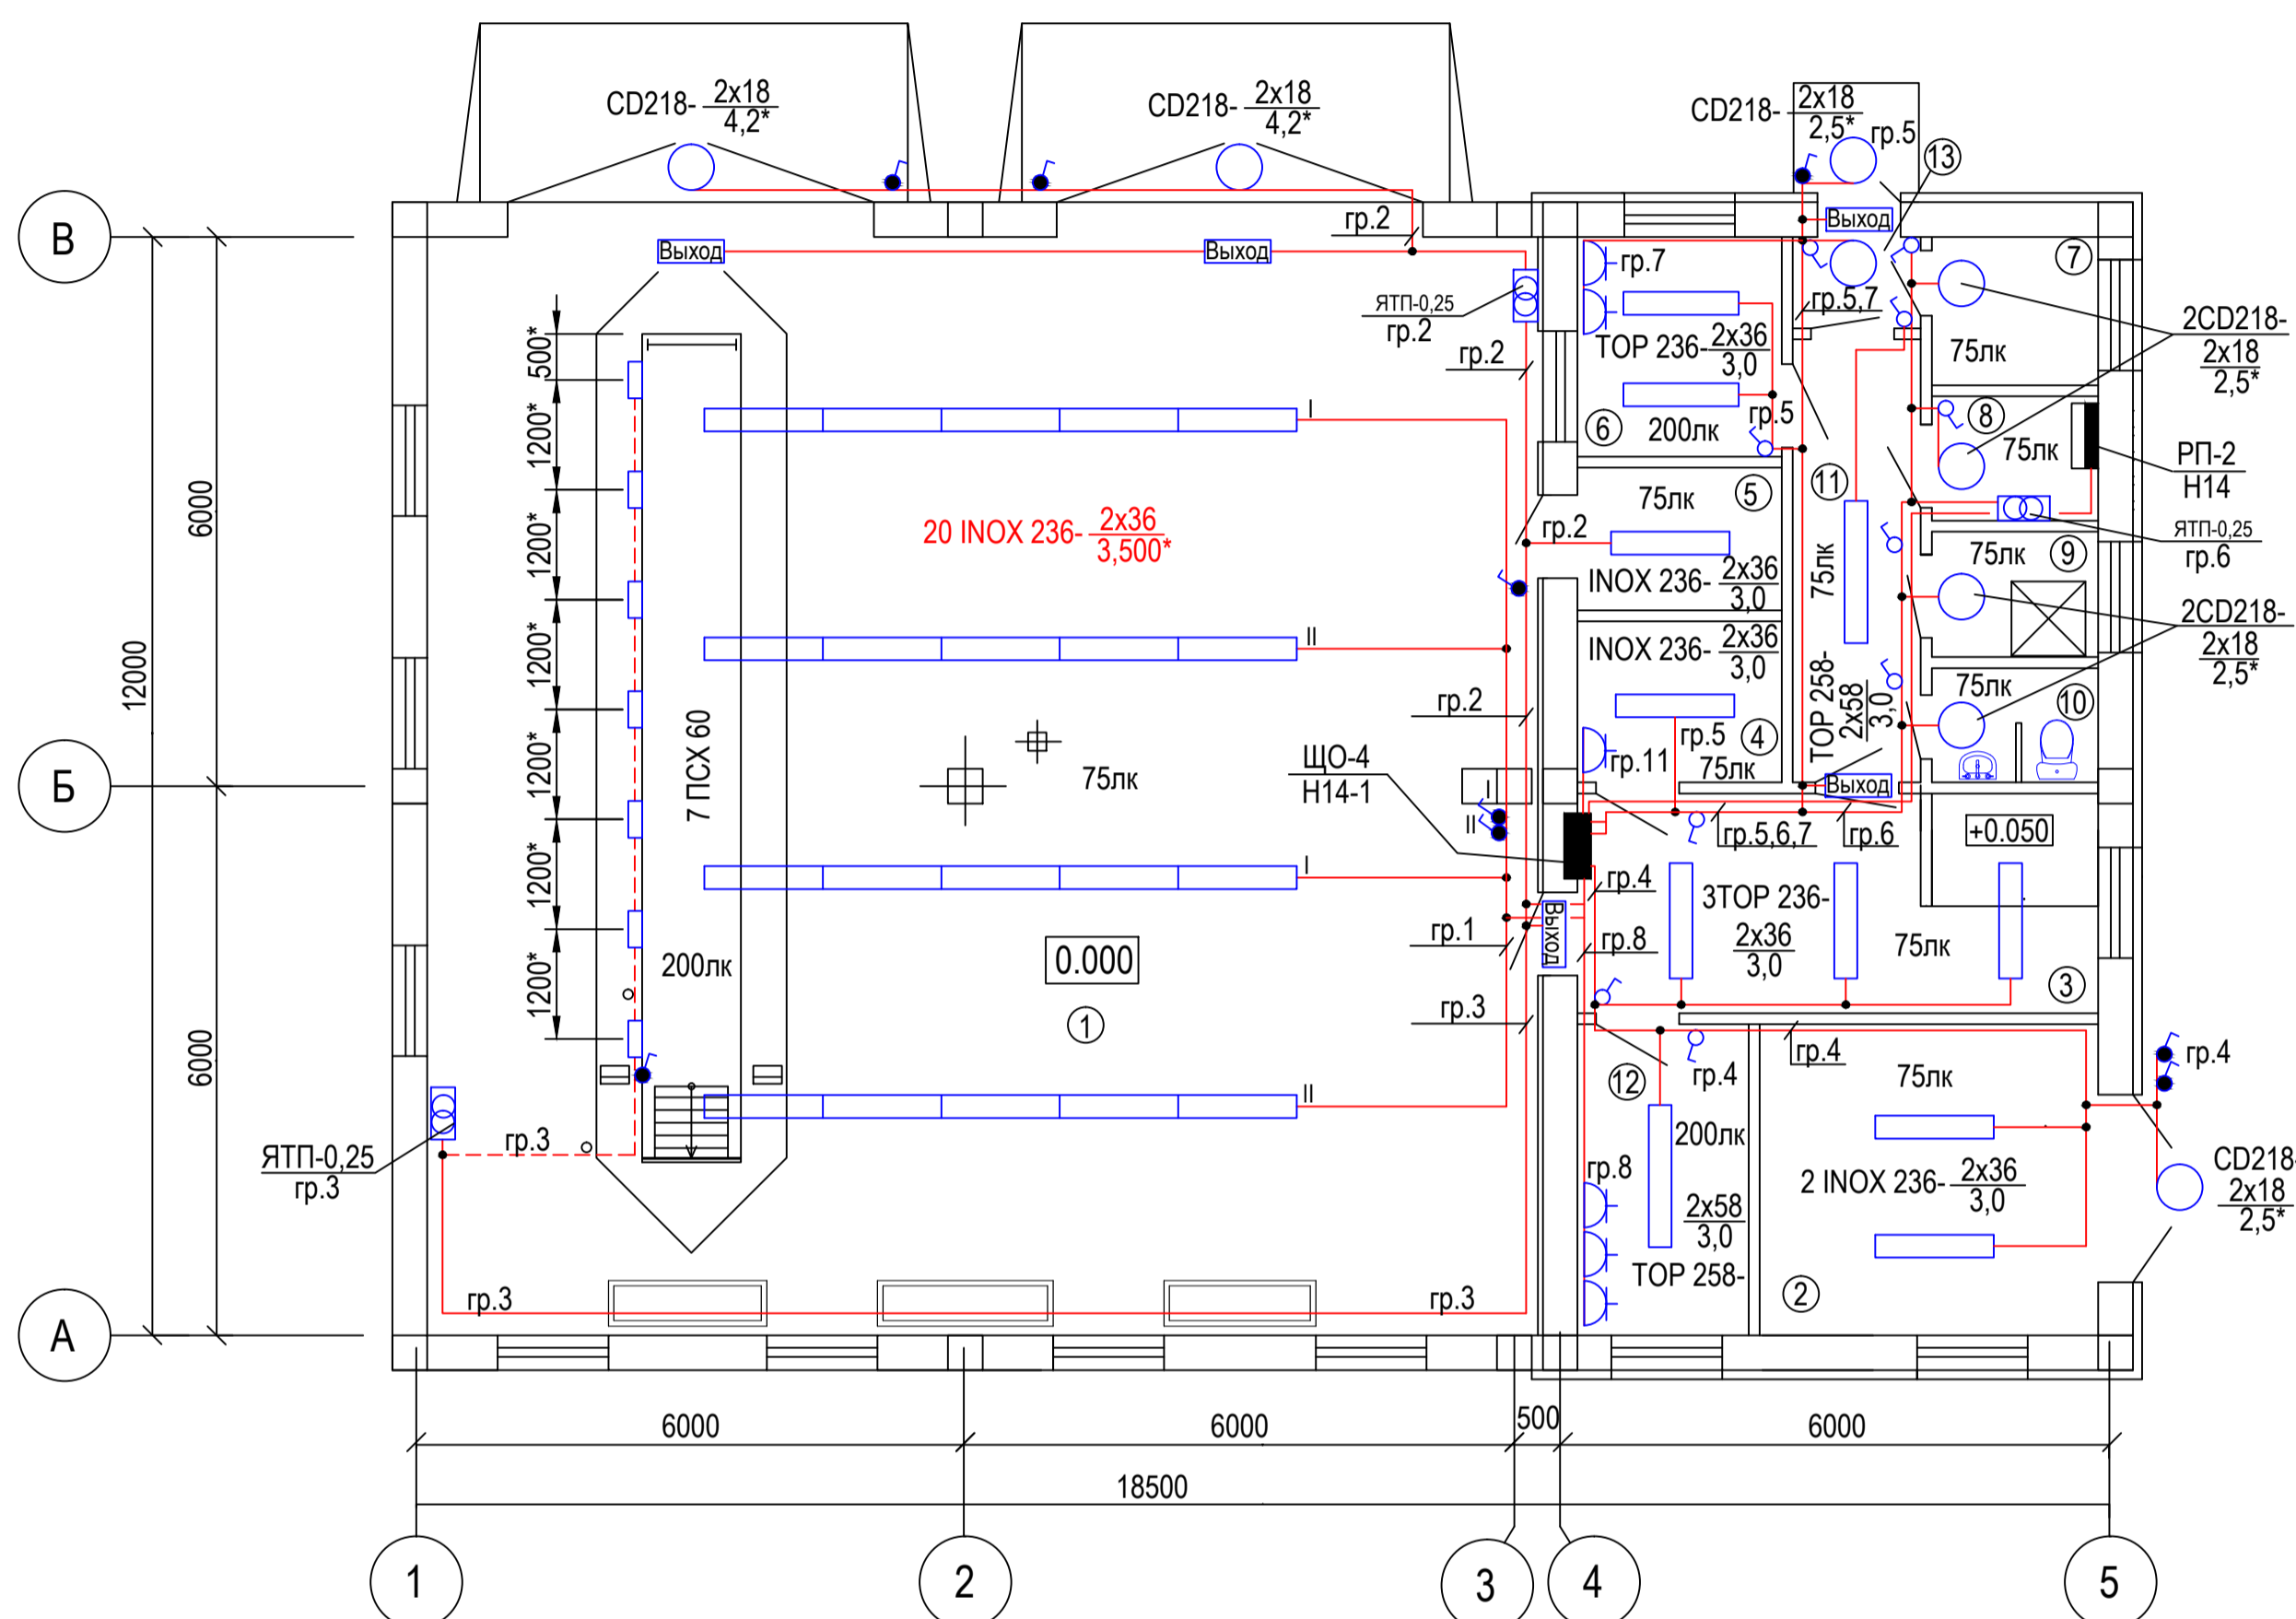 CD218- 2x18
4,2*
CD218- 2x18
4,2*
CD218- 2x18
2,5*
гр.5
13
В
Выход
Выход
гр.2
Выход
гр.7
7
ЯТП-0,25
гр.2
гр.5,7
2CD218-
2x18
2,5*
500*
гр.2
ТОР 236- 2x36
3,0
75лк
1200*
I
6
200лк
гр.5
8
75лк
РП-2
Н14
6000
20 INOX 236- 2x36
3,500*
75лк
5
11
1200*
гр.2
ЯТП-0,25
гр.6
75лк
9
INOX 236- 2x36
3,0
75лк
1200*
2CD218-
2x18
2,5*
12000
II
INOX 236- 2x36
3,0
75лк
10
1200*
гр.2
ТОР 258-
2x58
3,0
7 ПСХ 60
гр.5
4
75лк
гр.11
1200*
Б
75лк
ЩО-4
Н14-1
I
II
Выход
гр.5,6,7
гр.6
+0.050
1200*
I
гр.4
3ТОР 236-
2x36
3,0
75лк
Выход
гр.1
гр.8
200лк
0.000
1200*
3
гр.3
1
6000
12
гр.4
гр.4
75лк
гр.4
II
200лк
ЯТП-0,25
гр.3
гр.3
гр.8
2 INOX 236- 2x36
3,0
CD218-
2x18
2,5*
2x58
3,0
ТОР 258-
2
гр.3
гр.3
А
6000
6000
500
6000
18500
1
2
3
4
5